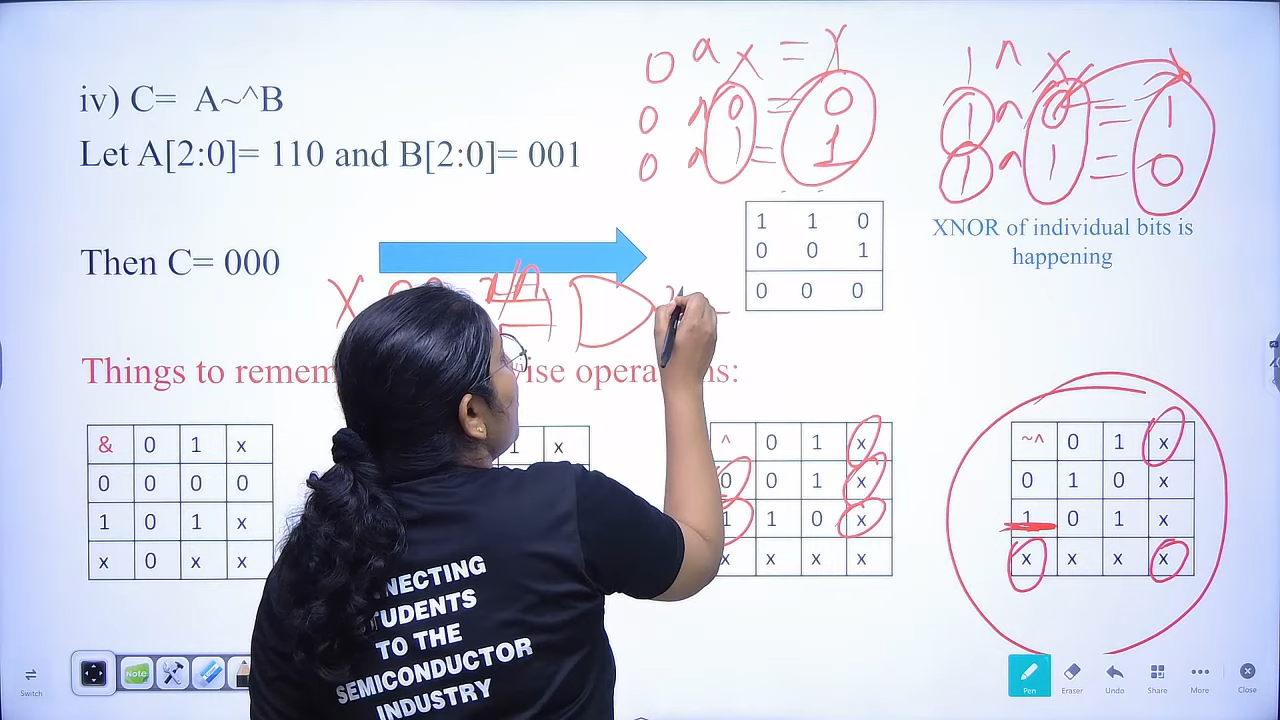 iv) C= A~^B
Let A[2:0]= 110 and B[2:0]= 001
Then C= 000
0 ^ x = x
0 ^ 0 = 0
0 ^ 1 = 1
1 ^ x
1 ^ 0 = 1
1 ^ 1 = 0
1 1 0
0 0 1
0 0 0
XNOR of individual bits is
happening
Things to ise opera ns:
& 0 1 x
0 0 0 0
1 0 1 x
x 0 x x
1 x
^ 0 1 x
0 0 1 x
1 1 0 x
x x x x
~^ 0 1 x
0 1 0 x
1 0 1 x
x x x x
NECTING
TUDENTS
TO THE
SEMICONDUCTOR
INDUSTRY
Switch
Note
Pen
Eraser
Undo
Share
More
Close